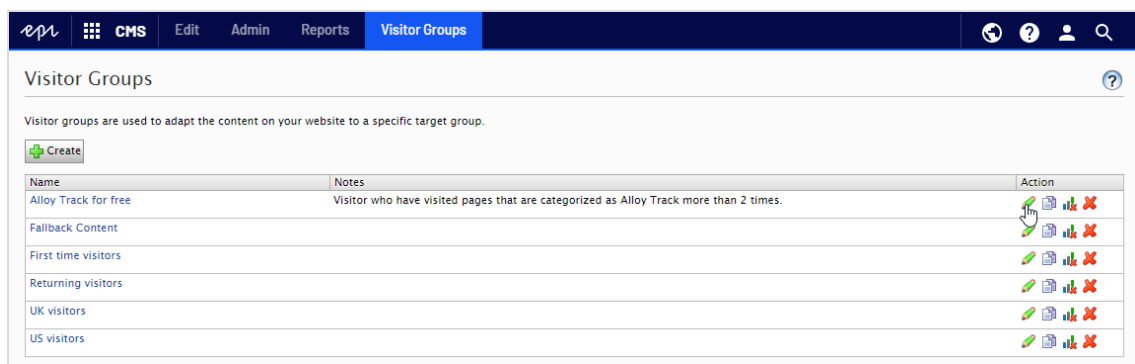 epi CMS Edit Admin Reports Visitor Groups
Visitor Groups
Visitor groups are used to adapt the content on your website to a specific target group.
Create
Name Notes Action
Alloy Track for free Visitor who have visited pages that are categorized as Alloy Track more than 2 times.
Fallback Content
First time visitors
Returning visitors
UK visitors
US visitors